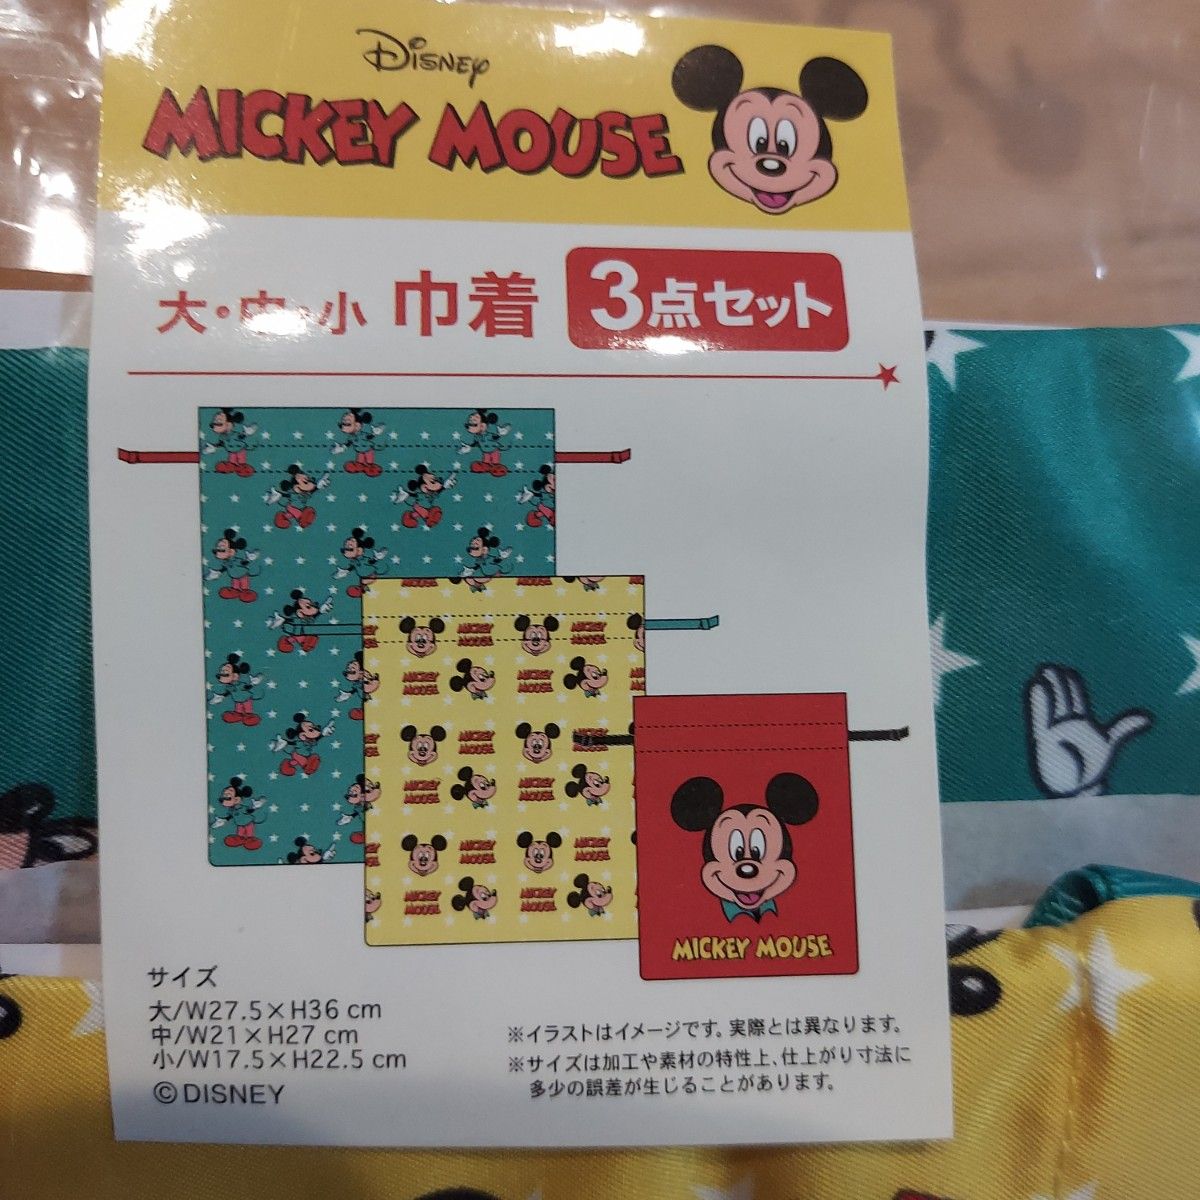 Disney
MICKEY MOUSE
大・中・小 巾着 3点セット
MICKEY MOUSE
サイズ
大/W27.5×H36 cm
中/W21×H27 cm
小/W17.5×H22.5 cm
©DISNEY
※イラストはイメージです。実際とは異なります。
※サイズは加工や素材の特性上、仕上がり寸法に
多少の誤差が生じることがあります。